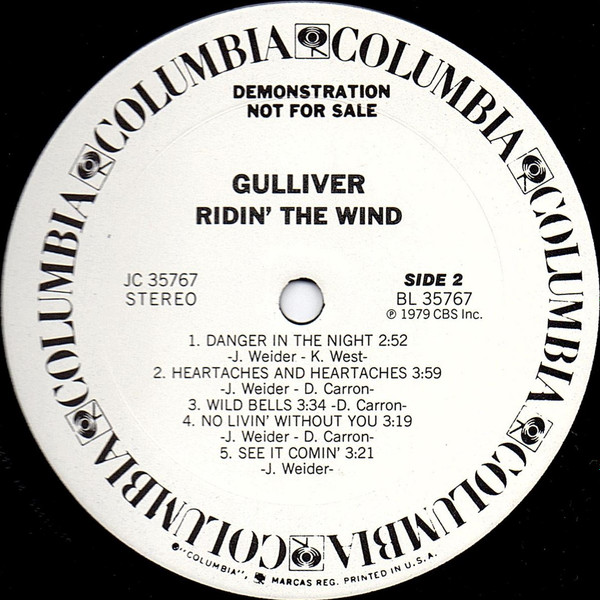 COLUMBIA COLUMBIA COLUMBIA COLUMBIA COLUMBIA COLUMBIA COLUMBIA COLUMBIA
DEMONSTRATION
NOT FOR SALE
GULLIVER
RIDIN' THE WIND
JC 35767
STEREO
SIDE 2
BL 35767
℗ 1979 CBS Inc.
1. DANGER IN THE NIGHT 2:52
-J. Weider - K. West-
2. HEARTACHES AND HEARTACHES 3:59
-J. Weider - D. Carron-
3. WILD BELLS 3:34 -D. Carron-
4. NO LIVIN' WITHOUT YOU 3:19
-J. Weider - D. Carron-
5. SEE IT COMIN' 3:21
-J. Weider-
"COLUMBIA", MARCAS REG. PRINTED IN U.S.A.